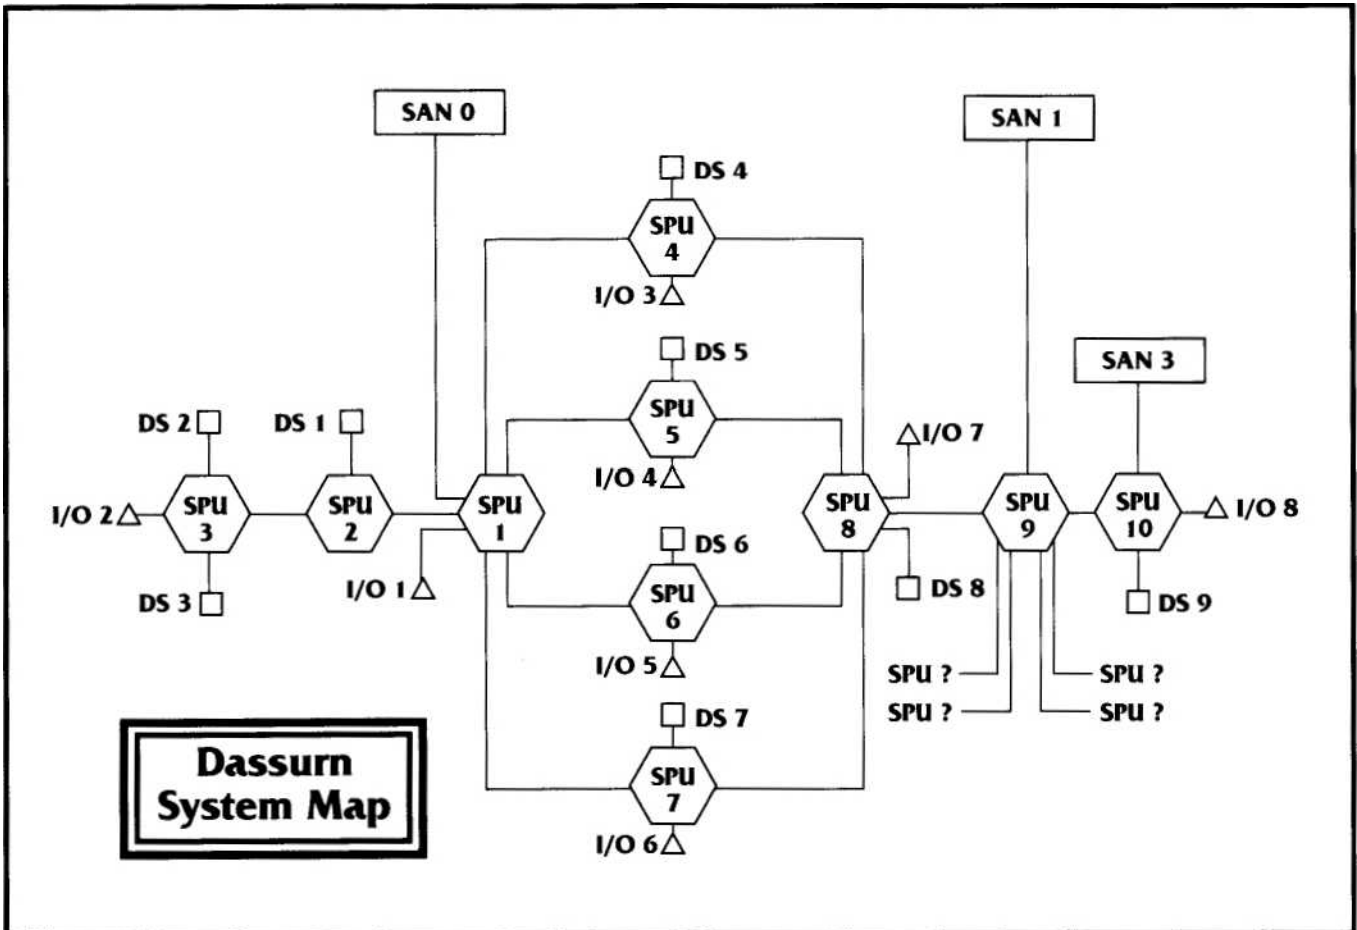 SAN 0
SAN 1
DS 4
SPU
4
I/O 3
DS 5
SAN 3
DS 2
DS 1
SPU
5
I/O 7
I/O 4
I/O 2
SPU
3
SPU
2
SPU
1
SPU
8
SPU
9
SPU
10
I/O 8
DS 6
I/O 1
DS 8
DS 3
SPU
6
DS 9
I/O 5
SPU ?
SPU ?
SPU ?
SPU ?
DS 7
Dassurn
System Map
SPU
7
I/O 6